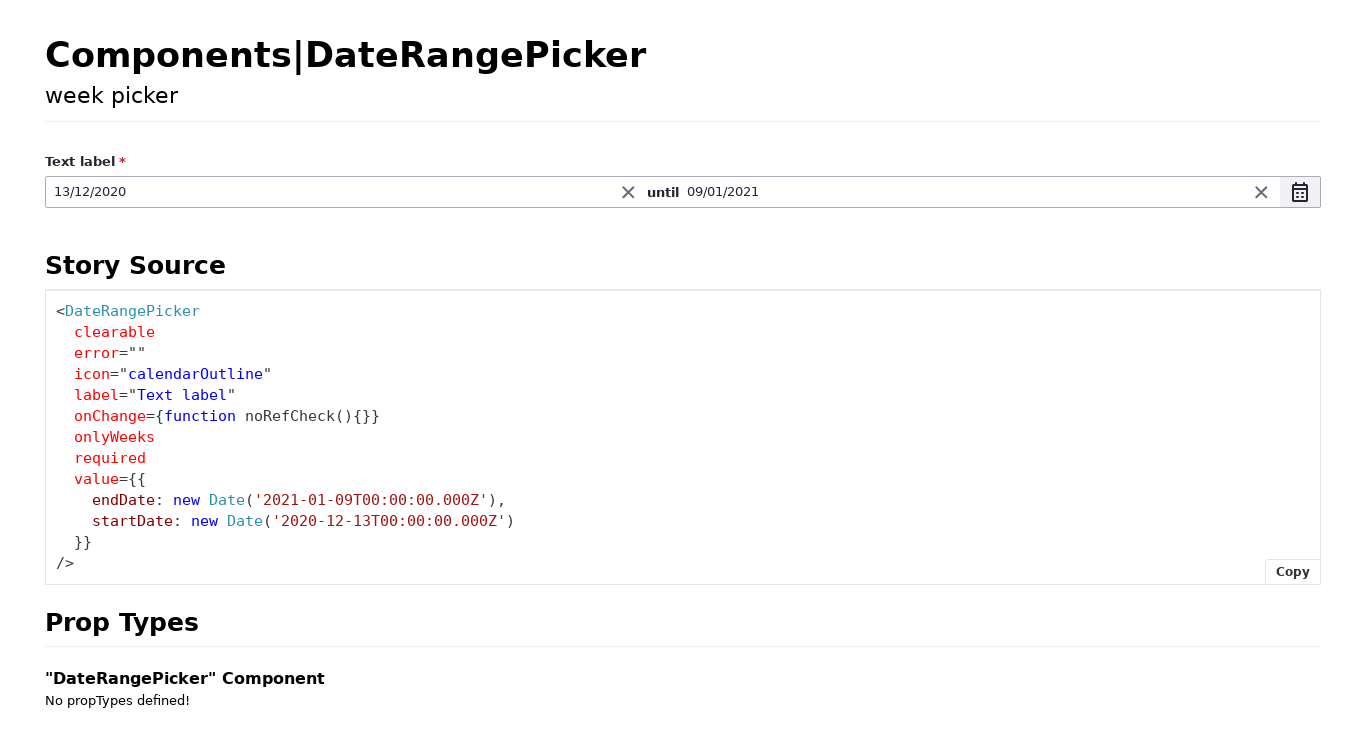 Components|DateRangePicker
week picker
Text label *
13/12/2020 until 09/01/2021
Story Source
<DateRangePicker
  clearable
  error=""
  icon="calendarOutline"
  label="Text label"
  onChange={function noRefCheck(){}}
  onlyWeeks
  required
  value={{
    endDate: new Date('2021-01-09T00:00:00.000Z'),
    startDate: new Date('2020-12-13T00:00:00.000Z')
  }}
/>
Copy
Prop Types
"DateRangePicker" Component
No propTypes defined!